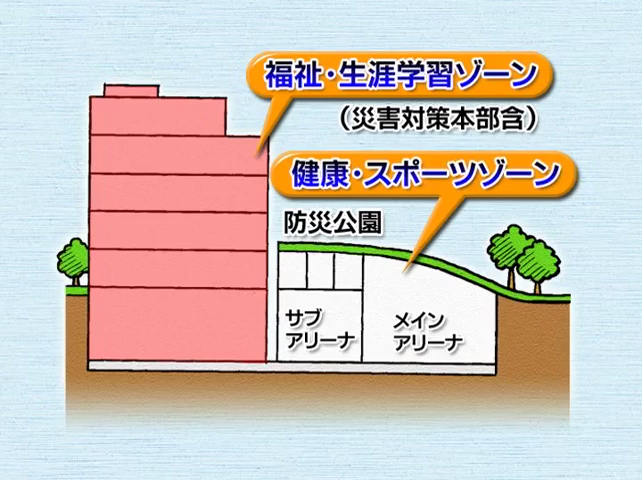 福祉・生涯学習ゾーン
（災害対策本部含）
健康・スポーツゾーン
防災公園
サブ
アリーナ
メイン
アリーナ